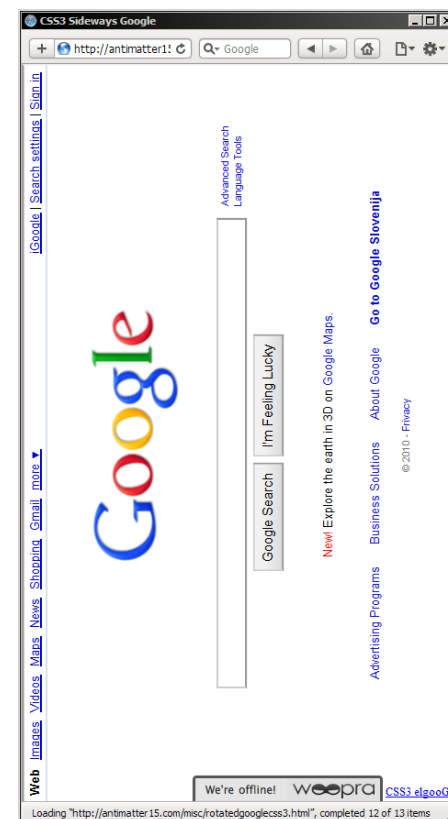 CSS3 Sideways Google
http://antimatter1
Google
Web Images Videos Maps News Shopping Gmail more ▼
iGoogle | Search settings | Sign in
Google
Advanced Search
Language Tools
Google Search I'm Feeling Lucky
New! Explore the earth in 3D on Google Maps.
Advertising Programs Business Solutions About Google Go to Google Slovenija
© 2010 - Privacy
We're offline! woopra
CSS3 elgooG
Loading "http://antimatter15.com/misc/rotatedgooglecss3.html", completed 12 of 13 items